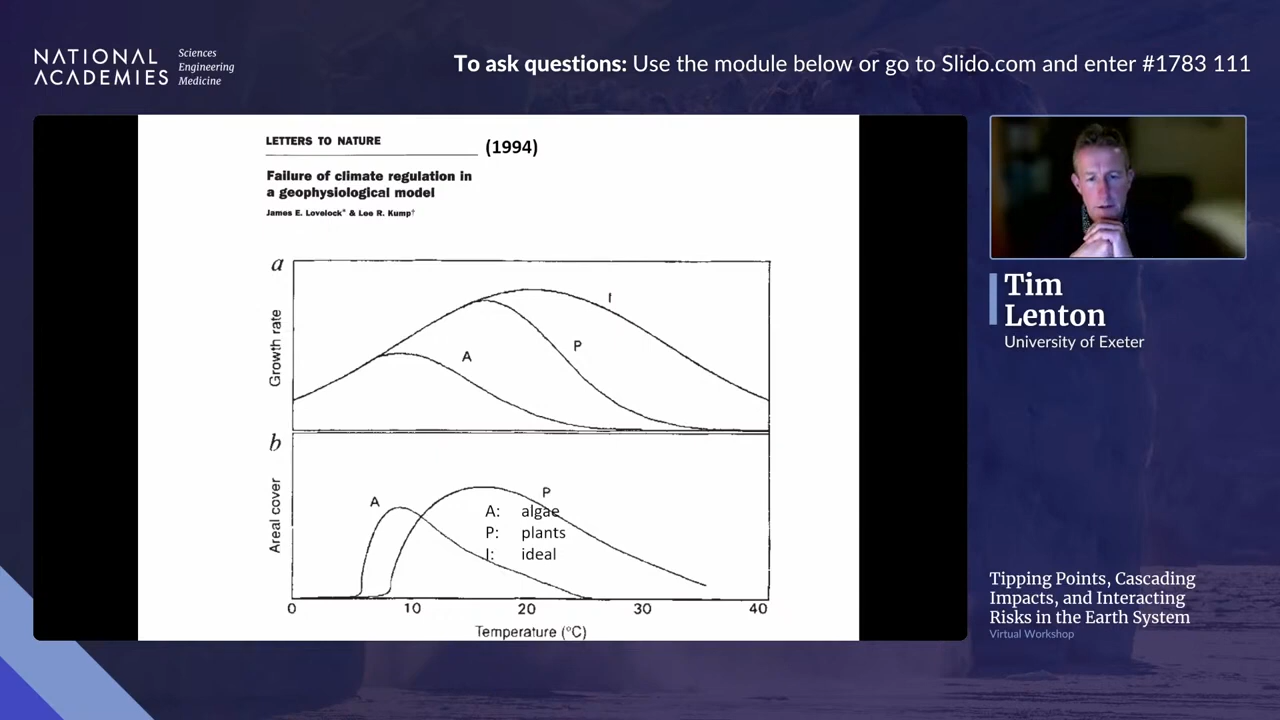 NATIONAL
ACADEMIES
Sciences
Engineering
Medicine
To ask questions: Use the module below or go to Slido.com and enter #1783 111
LETTERS TO NATURE
(1994)
Failure of climate regulation in
a geophysiological model
James E. Lovelock* & Lee R. Kump†
a
Growth rate
A
P
I
b
Areal cover
A
P
A: algae
P: plants
I: ideal
0 10 20 30 40
Temperature (°C)
Tim
Lenton
University of Exeter
Tipping Points, Cascading
Impacts, and Interacting
Risks in the Earth System
Virtual Workshop